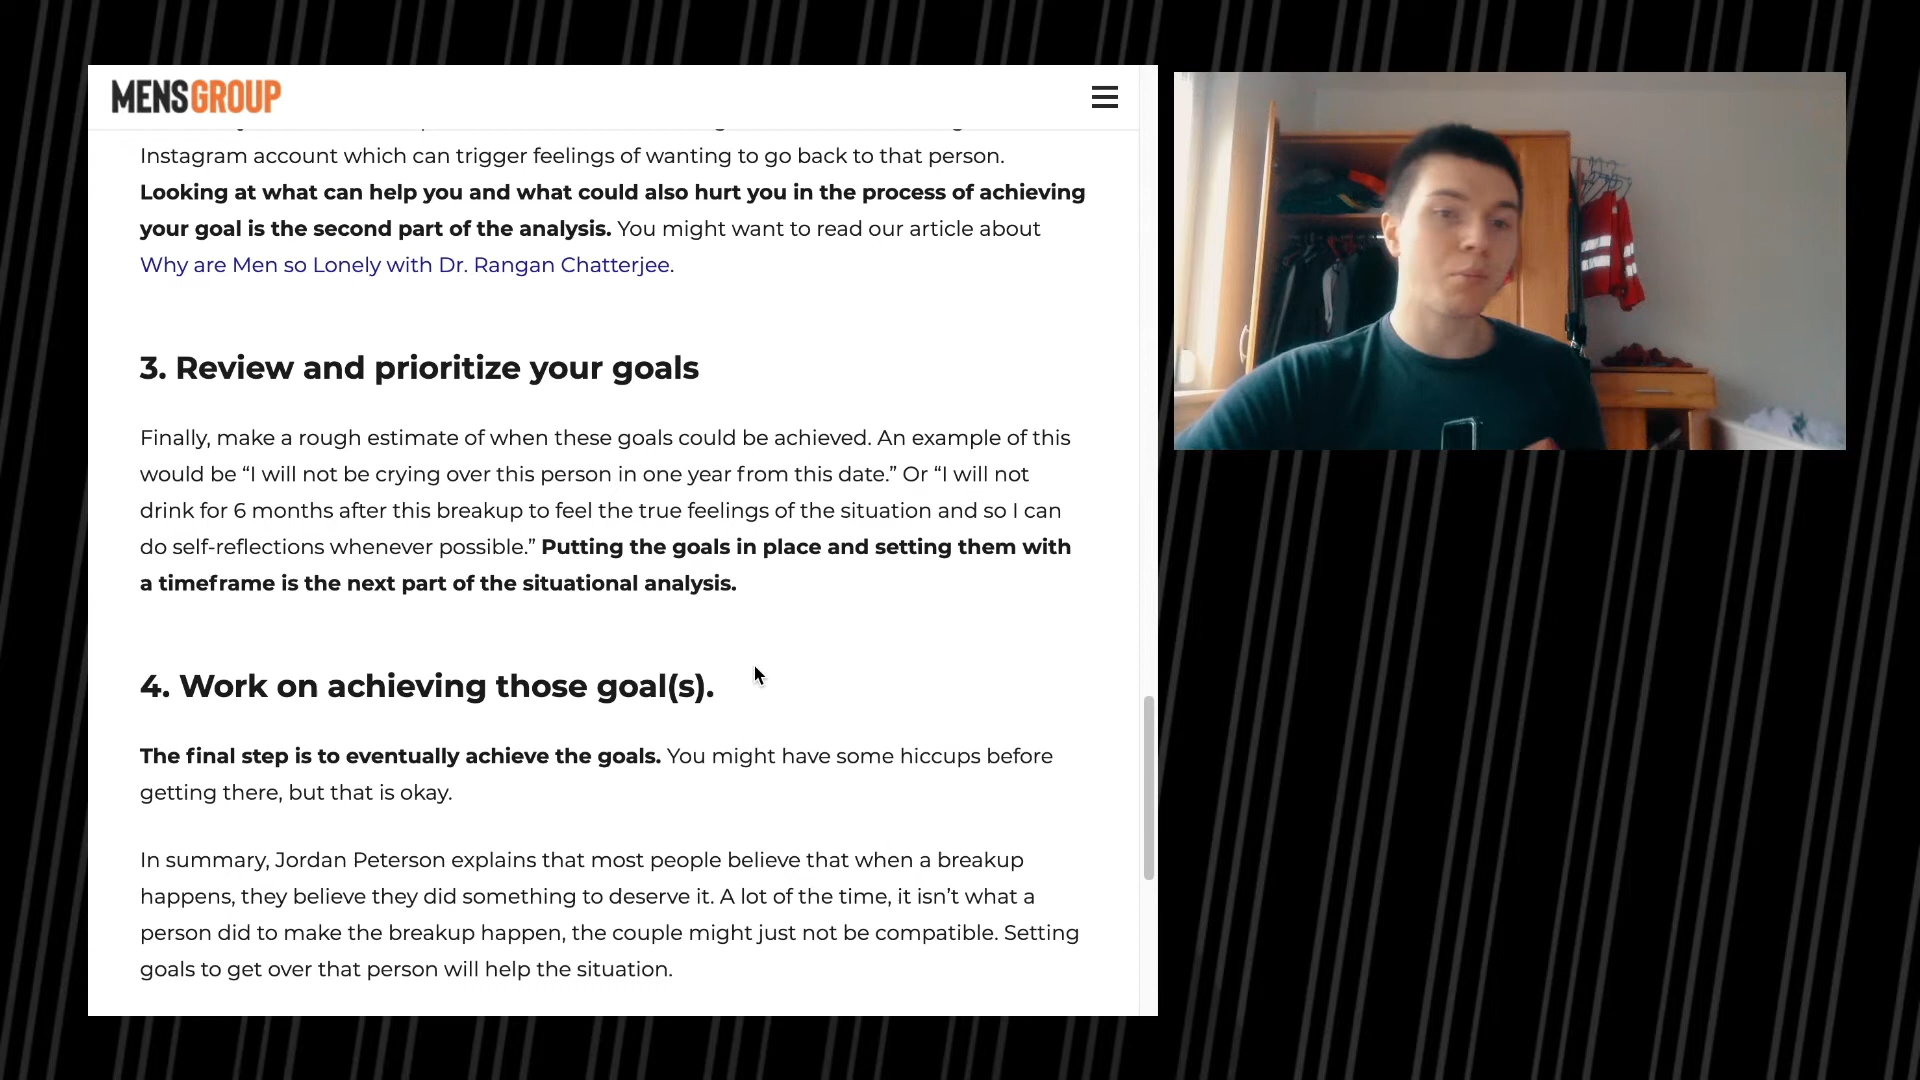 MENSGROUP
Instagram account which can trigger feelings of wanting to go back to that person.
Looking at what can help you and what could also hurt you in the process of achieving
your goal is the second part of the analysis. You might want to read our article about
Why are Men so Lonely with Dr. Rangan Chatterjee.
3. Review and prioritize your goals
Finally, make a rough estimate of when these goals could be achieved. An example of this
would be “I will not be crying over this person in one year from this date.” Or “I will not
drink for 6 months after this breakup to feel the true feelings of the situation and so I can
do self-reflections whenever possible.” Putting the goals in place and setting them with
a timeframe is the next part of the situational analysis.
4. Work on achieving those goal(s).
The final step is to eventually achieve the goals. You might have some hiccups before
getting there, but that is okay.
In summary, Jordan Peterson explains that most people believe that when a breakup
happens, they believe they did something to deserve it. A lot of the time, it isn’t what a
person did to make the breakup happen, the couple might just not be compatible. Setting
goals to get over that person will help the situation.